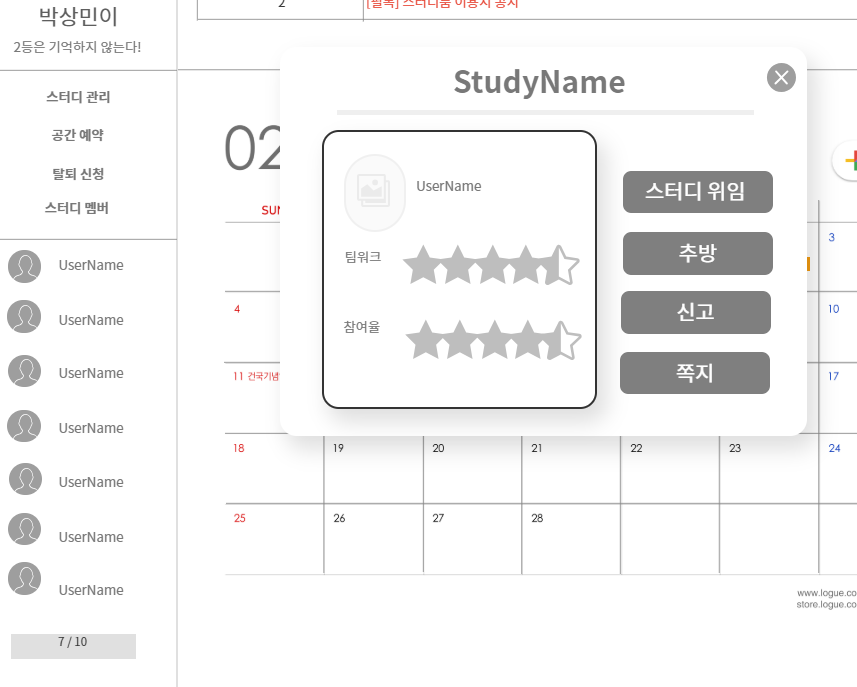 박상민이
2등은 기억하지 않는다!
스터디 관리
공간 예약
탈퇴 신청
스터디 멤버
UserName
UserName
UserName
UserName
UserName
UserName
UserName
7 / 10
2
[필독] 스터디룸 이용시 공지
StudyName
UserName
팀워크
참여율
스터디 위임
추방
신고
쪽지
02
SUN
3
4
10
11 건국기념
17
18 19 20 21 22 23 24
25 26 27 28
www.logue.co
store.logue.co